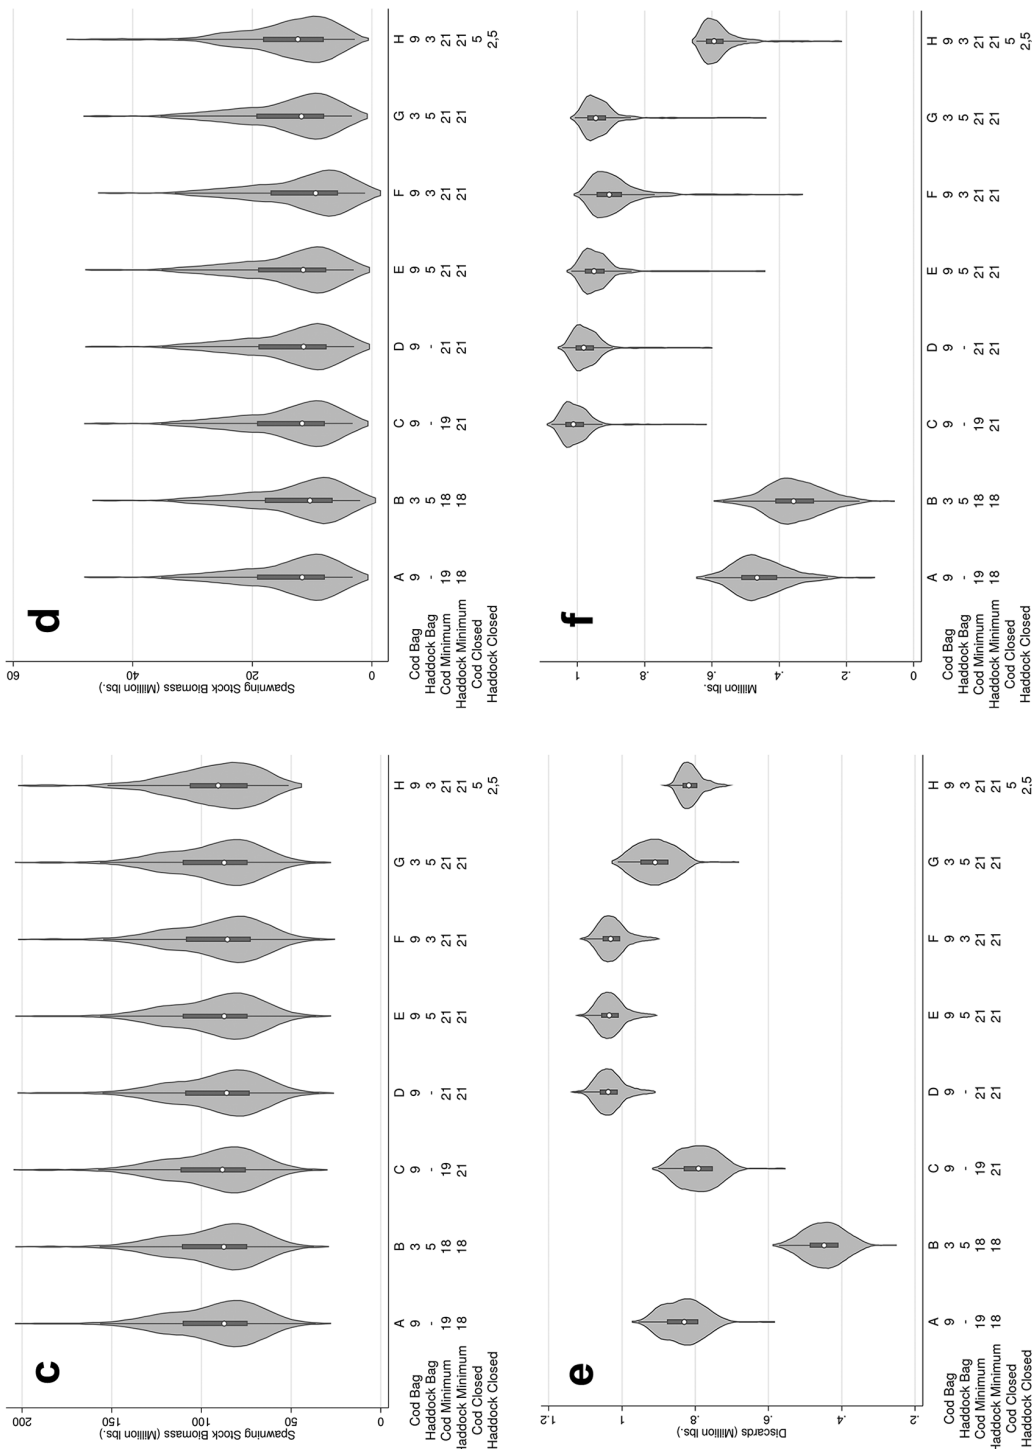 c
Spawning Stock Biomass (Million lbs.)
200
150
100
50
0
A B C D E F G H
Cod Bag 9 3 9 9 9 9 3 9
Haddock Bag - 5 - - 5 3 5 3
Cod Minimum 19 18 19 21 21 21 21 21
Haddock Minimum 18 18 21 21 21 21 21 21
Cod Closed 5
Haddock Closed 2,5
d
Spawning Stock Biomass (Million lbs.)
60
40
20
0
A B C D E F G H
Cod Bag 9 3 9 9 9 9 3 9
Haddock Bag - 5 - - 5 3 5 3
Cod Minimum 19 18 19 21 21 21 21 21
Haddock Minimum 18 18 21 21 21 21 21 21
Cod Closed 5
Haddock Closed 2,5
e
Discards (Million lbs.)
1.2
1
.8
.6
.4
.2
A B C D E F G H
Cod Bag 9 3 9 9 9 9 3 9
Haddock Bag - 5 - - 5 3 5 3
Cod Minimum 19 18 19 21 21 21 21 21
Haddock Minimum 18 18 21 21 21 21 21 21
Cod Closed 5
Haddock Closed 2,5
f
Million lbs.
1
.8
.6
.4
.2
0
A B C D E F G H
Cod Bag 9 3 9 9 9 9 3 9
Haddock Bag - 5 - - 5 3 5 3
Cod Minimum 19 18 19 21 21 21 21 21
Haddock Minimum 18 18 21 21 21 21 21 21
Cod Closed 5
Haddock Closed 2,5